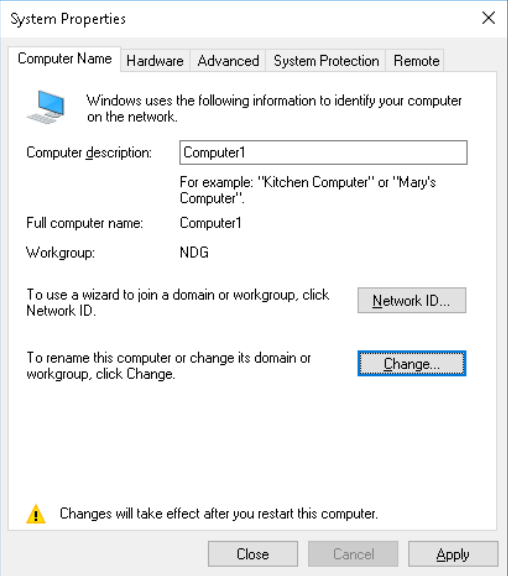 System Properties
Computer Name
Hardware
Advanced
System Protection
Remote
Windows uses the following information to identify your computer
on the network.
Computer description:
Computer1
For example: "Kitchen Computer" or "Mary's
Computer".
Full computer name:
Computer1
Workgroup:
NDG
To use a wizard to join a domain or workgroup, click
Network ID.
Network ID...
To rename this computer or change its domain or
workgroup, click Change.
Change...
Changes will take effect after you restart this computer.
Close
Cancel
Apply